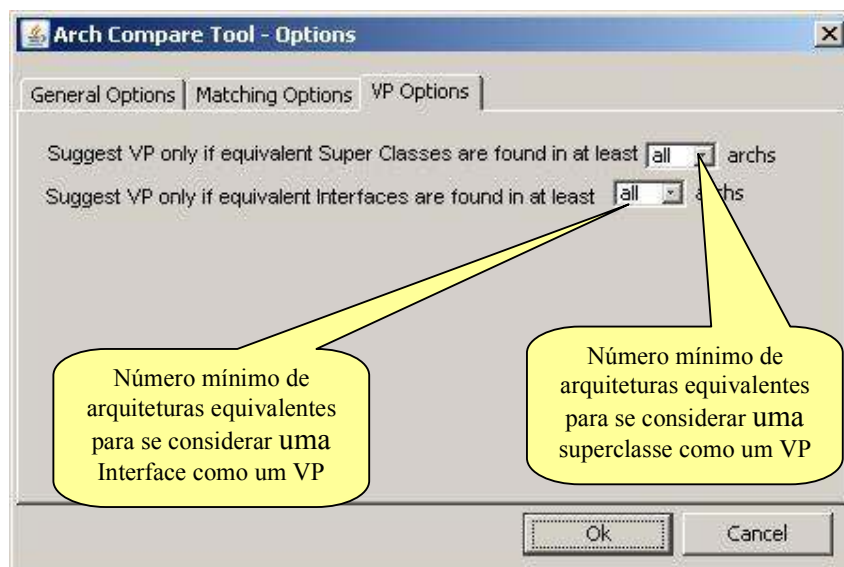 Arch Compare Tool - Options
General Options Matching Options VP Options
Suggest VP only if equivalent Super Classes are found in at least all archs
Suggest VP only if equivalent Interfaces are found in at least all archs
Número mínimo de
arquiteturas equivalentes
para se considerar uma
Interface como um VP
Número mínimo de
arquiteturas equivalentes
para se considerar uma
superclasse como um VP
Ok Cancel